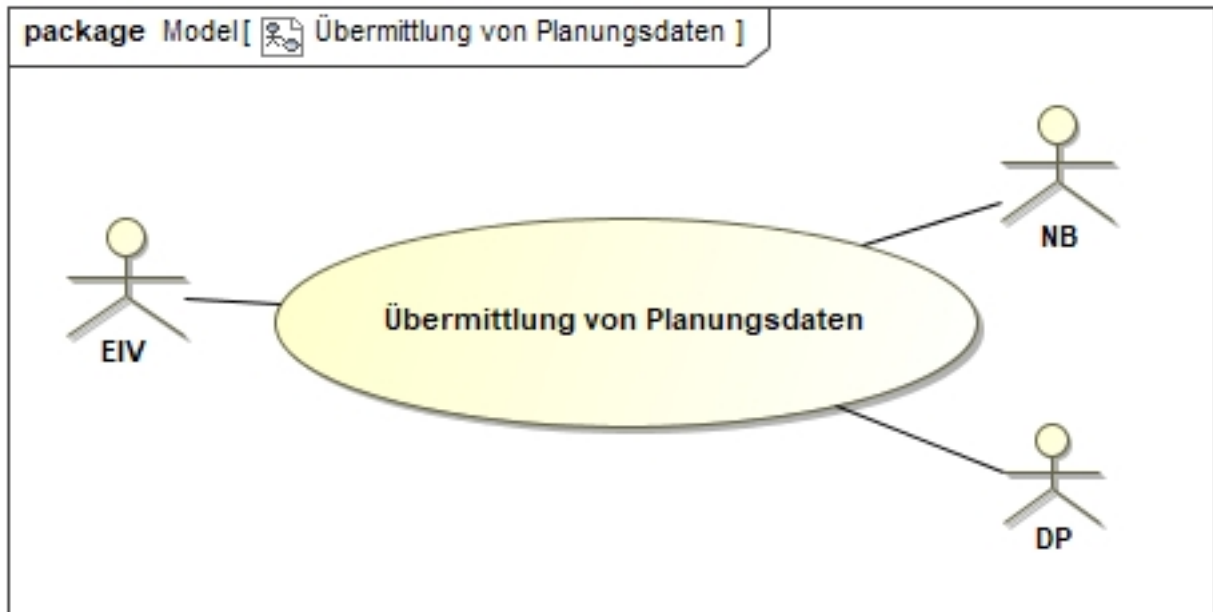 package Model[ Übermittlung von Planungsdaten ]
NB
EIV
Übermittlung von Planungsdaten
DP